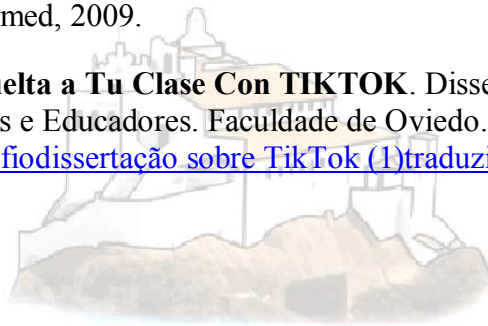 med, 2009.
uelta a Tu Clase Con TIKTOK. Disse
s e Educadores. Faculdade de Oviedo.
fiodissertação sobre TikTok (1)traduzi